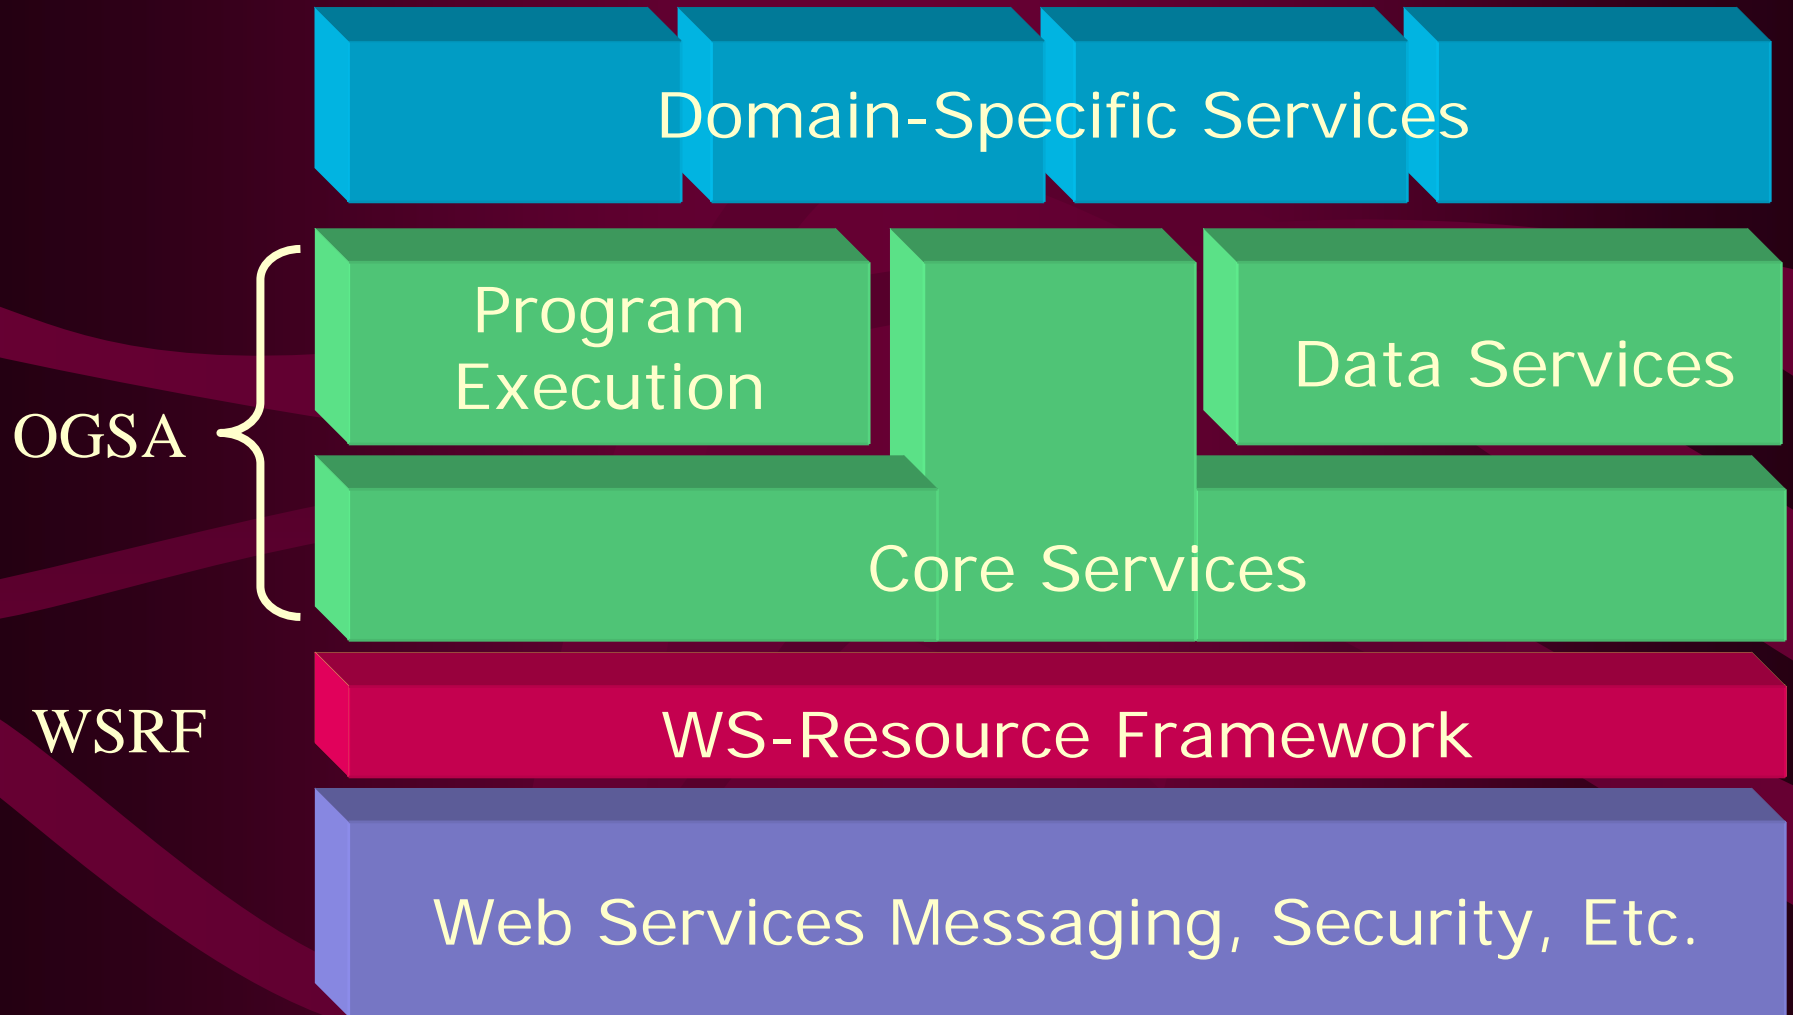 Domain-Specific Services
Program
Execution
Data Services
OGSA
Core Services
WSRF
WS-Resource Framework
Web Services Messaging, Security, Etc.